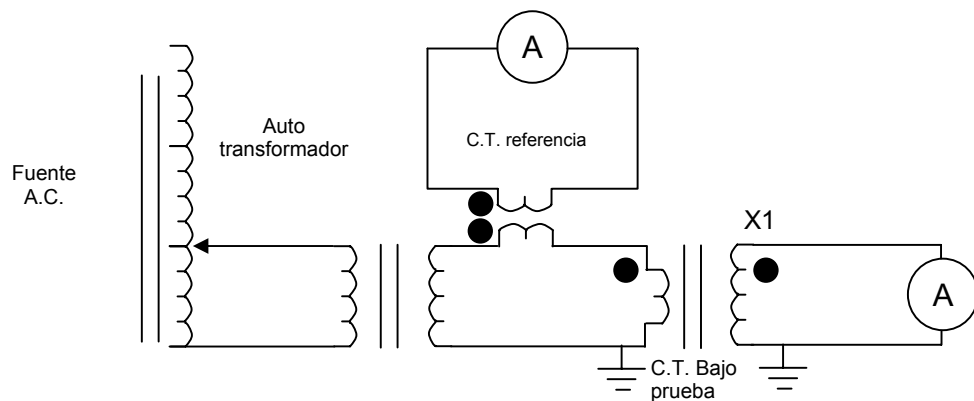 A
Auto
transformador
C.T. referencia
Fuente
A.C.
X1
A
C.T. Bajo
prueba